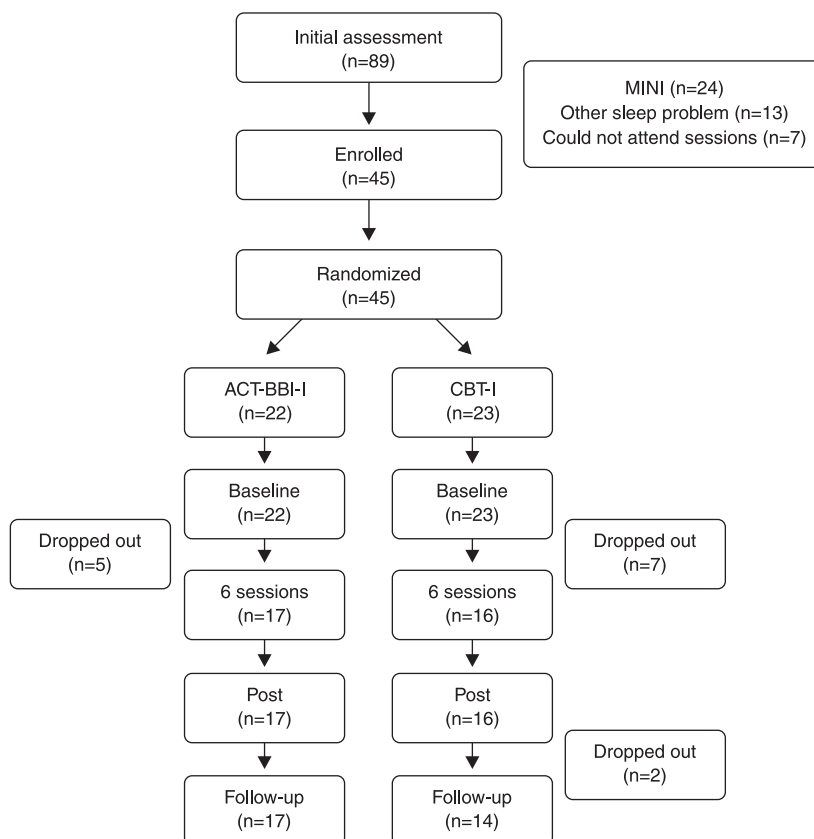 Initial assessment
(n=89)
MINI (n=24)
Other sleep problem (n=13)
Could not attend sessions (n=7)
Enrolled
(n=45)
Randomized
(n=45)
ACT-BBI-I
(n=22)
CBT-I
(n=23)
Baseline
(n=22)
Baseline
(n=23)
Dropped out
(n=5)
Dropped out
(n=7)
6 sessions
(n=17)
6 sessions
(n=16)
Post
(n=17)
Post
(n=16)
Dropped out
(n=2)
Follow-up
(n=17)
Follow-up
(n=14)